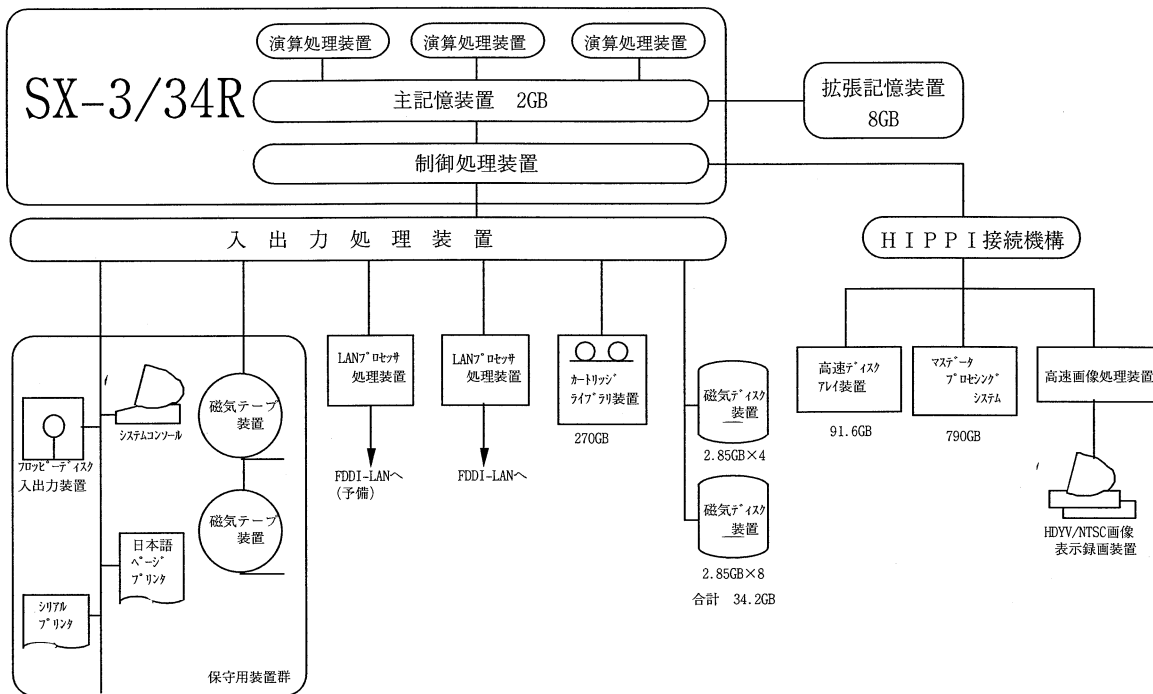 演算処理装置
演算処理装置
演算処理装置
SX-3/34R
主記憶装置 2GB
拡張記憶装置
8GB
制御処理装置
入出力処理装置
ＨＩＰＰＩ接続機構
LANﾌﾟﾛｾｯｻ
処理装置
LANﾌﾟﾛｾｯｻ
処理装置
ｶｰﾄﾘｯｼﾞ
ﾗｲﾌﾞﾗﾘ装置
270GB
FDDI-LANへ
(予備)
FDDI-LANへ
磁気ディスク
装置
2.85GB×4
磁気ディスク
装置
2.85GB×8
合計 34.2GB
高速ディスク
アレイ装置
91.6GB
ﾏｽﾃﾞｰﾀ
ﾌﾟﾛｾｼﾝｸﾞ
ｼｽﾃﾑ
790GB
高速画像処理装置
HDYV/NTSC画像
表示録画装置
システムコンソール
ﾌﾛｯﾋﾟｰﾃﾞｨｽｸ
入出力装置
磁気テープ
装置
磁気テープ
装置
日本語
ﾍﾟｰｼﾞ
ﾌﾟﾘﾝﾀ
ｼﾘｱﾙ
ﾌﾟﾘﾝﾀ
保守用装置群